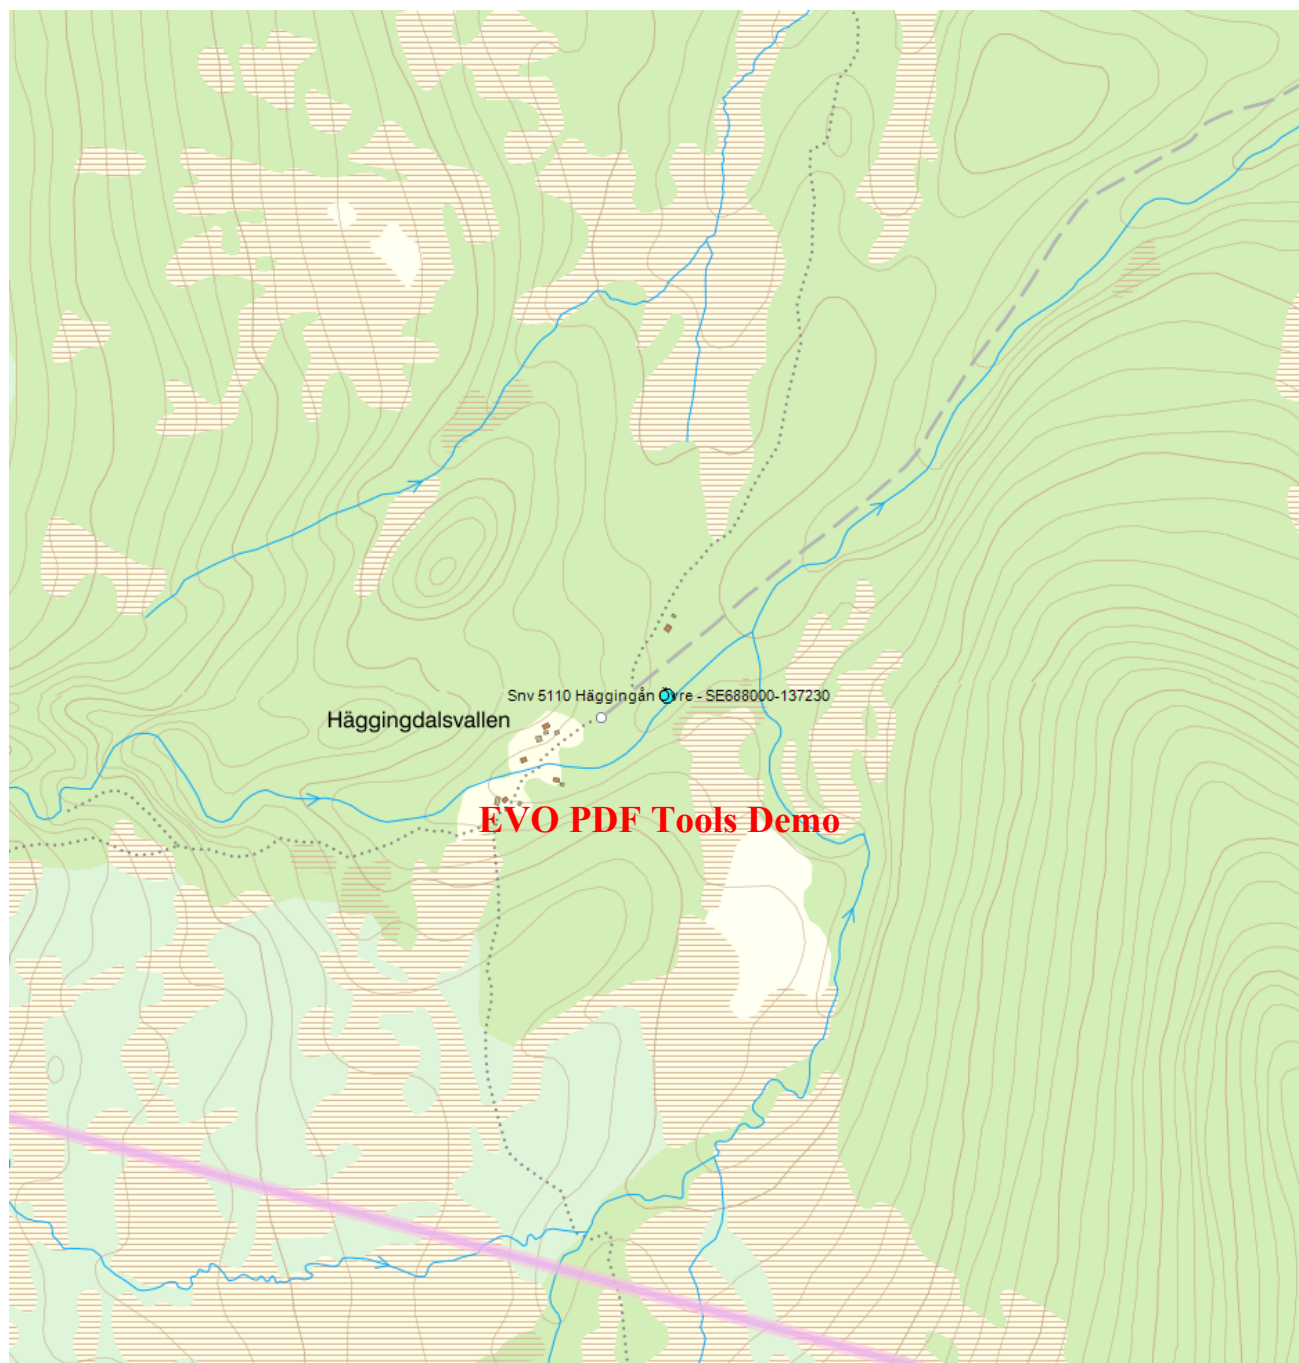 Snv 5110 Häggingån Övre - SE688000-137230
Häggingdalsvallen
EVO PDF Tools Demo